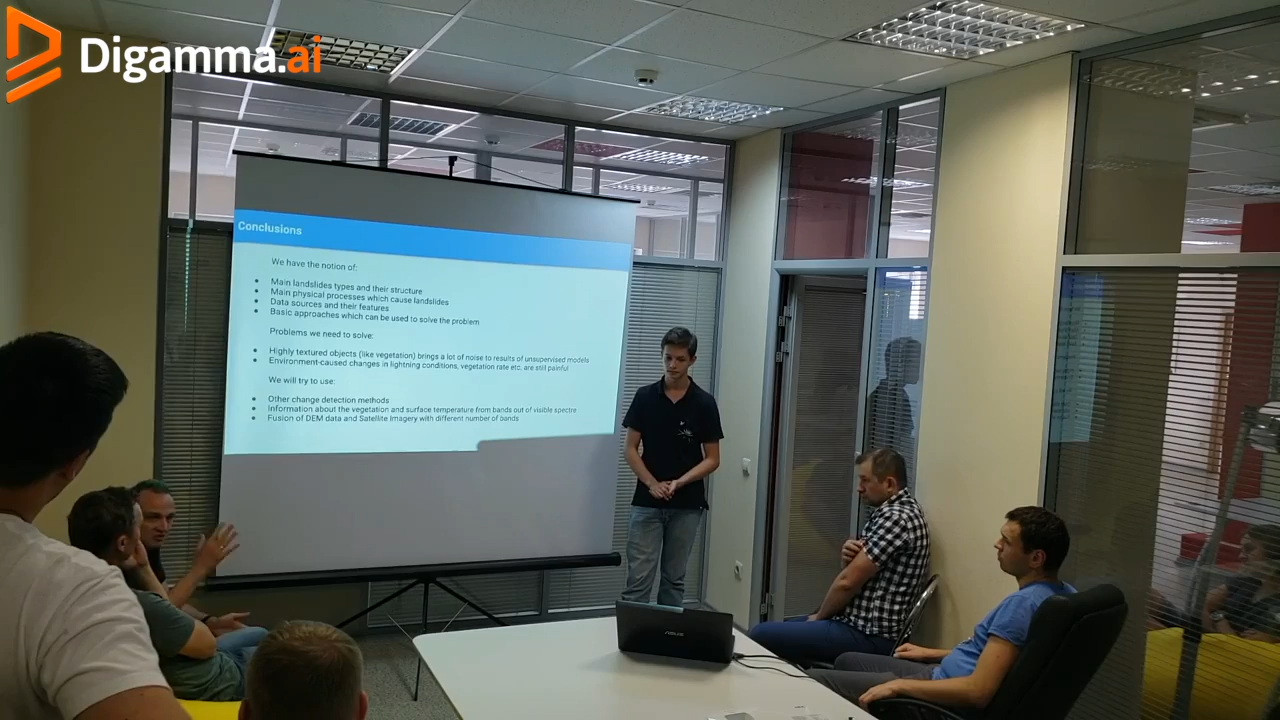 Digamma.ai
Conclusions
We have the notion of:
Main landslides types and their structure
Main physical processes which cause landslides
Data sources and their features
Basic approaches which can be used to solve the problem
Problems we need to solve:
Highly textured objects (like vegetation) brings a lot of noise to results of unsupervised models
Environment-caused changes in lightning conditions, vegetation rate etc. are still painful
We will try to use:
Other change detection methods
Information about the vegetation and surface temperature from bands out of visible spectre
Fusion of DEM data and Satellite Imagery with different number of bands
ASUS